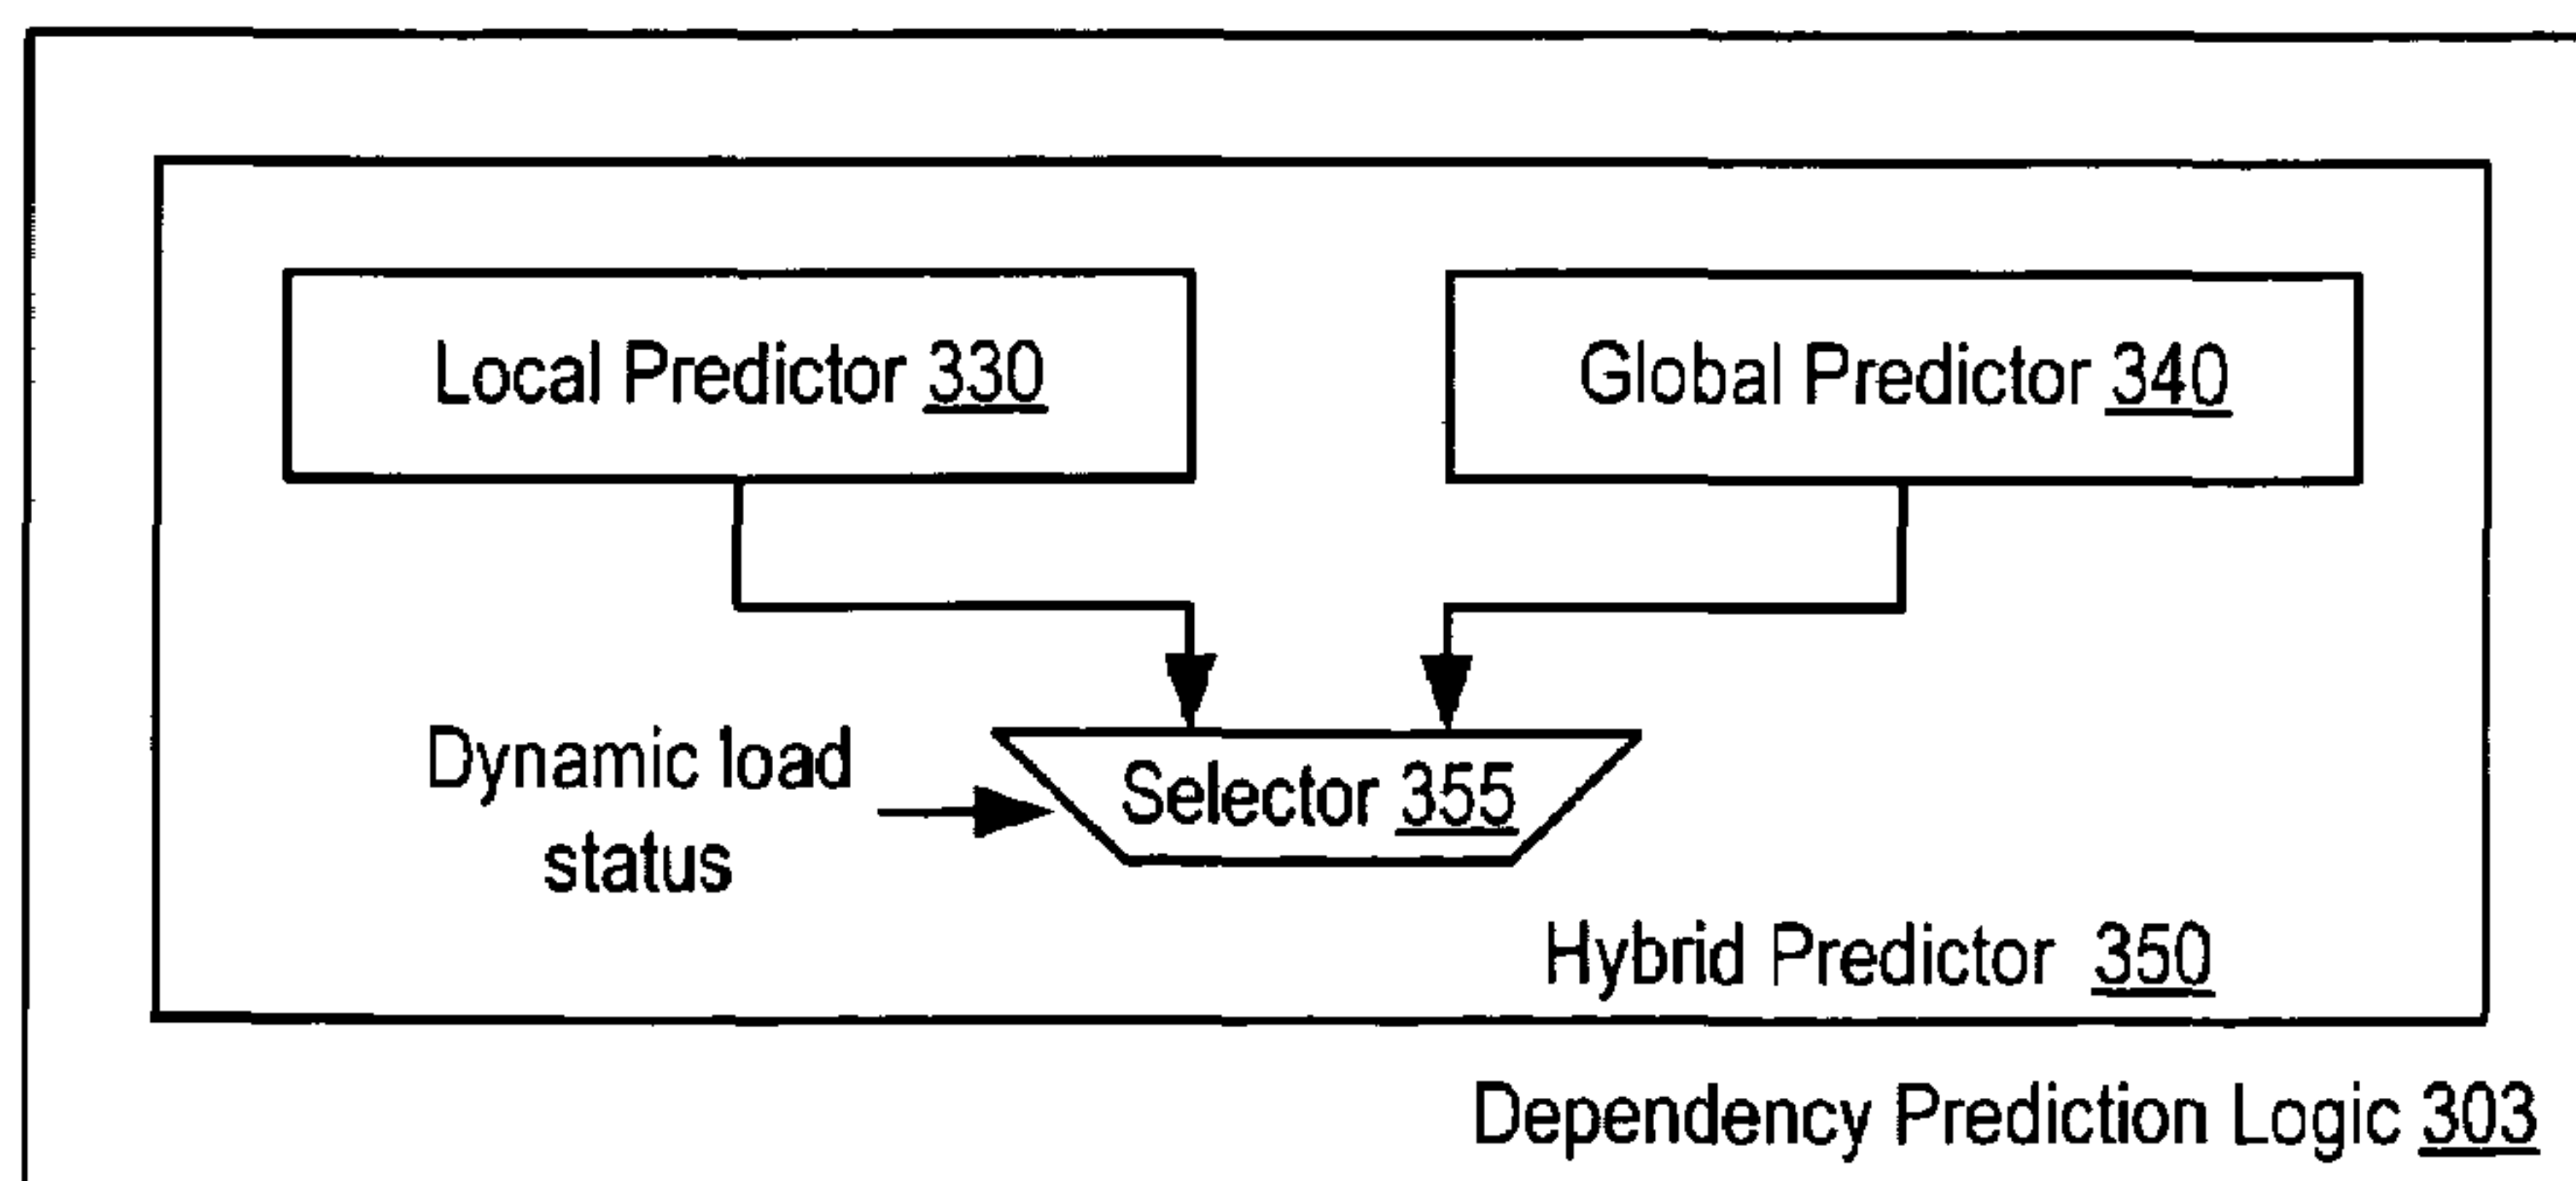 Local Predictor 330
Global Predictor 340
Dynamic load
status
Selector 355
Hybrid Predictor 350
Dependency Prediction Logic 303